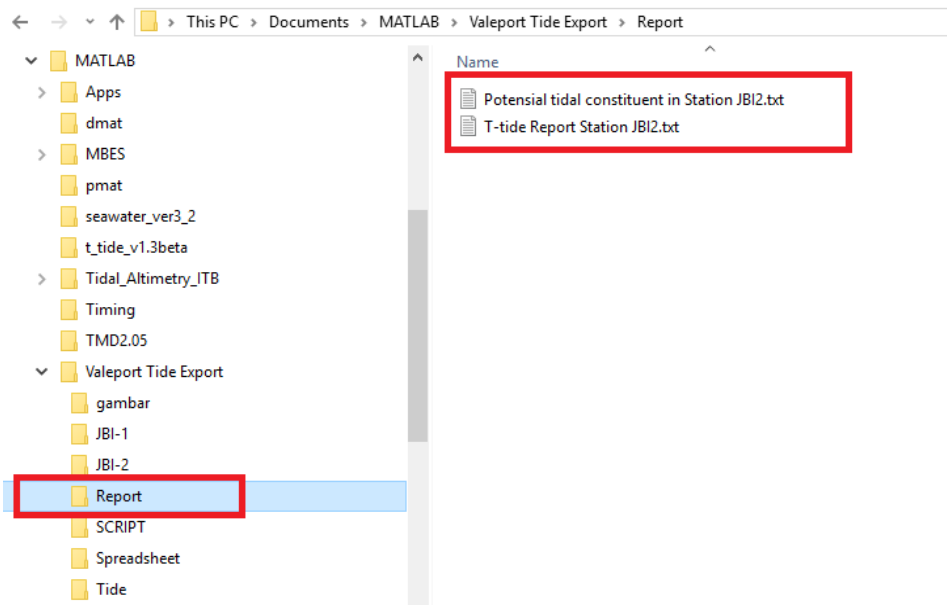 This PC > Documents > MATLAB > Valeport Tide Export > Report
MATLAB
Apps
dmat
MBES
pmat
seawater_ver3_2
t_tide_v1.3beta
Tidal_Altimetry_ITB
Timing
TMD2.05
Valeport Tide Export
gambar
JBI-1
JBI-2
Report
SCRIPT
Spreadsheet
Tide
Name
Potensial tidal constituent in Station JBI2.txt
T-tide Report Station JBI2.txt